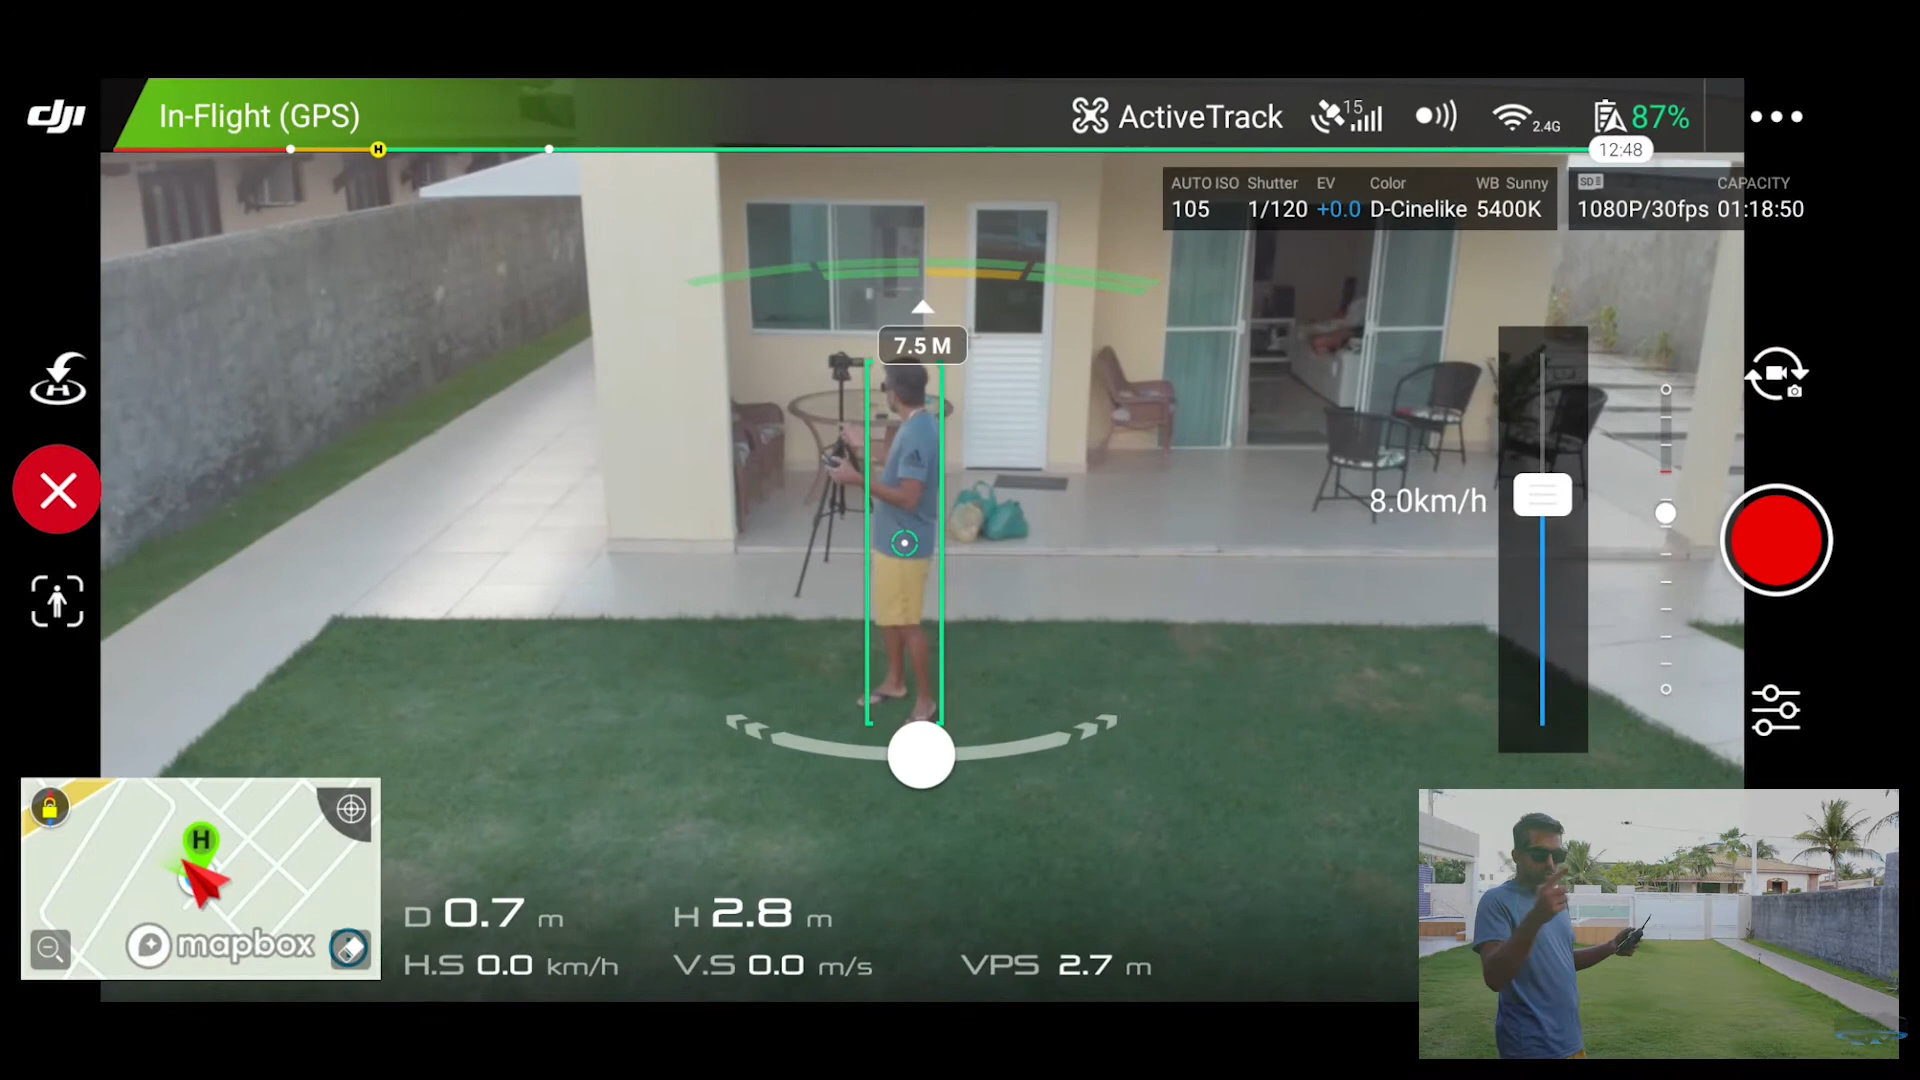 dji
In-Flight (GPS)
ActiveTrack
15
2.4G
87%
H
12:48
AUTO ISO Shutter EV Color WB Sunny
105 1/120 +0.0 D-Cinelike 5400K
SD
CAPACITY
1080P/30fps 01:18:50
7.5 M
H
8.0km/h
H
mapbox
D 0.7 m
H 2.8 m
H.S 0.0 km/h
V.S 0.0 m/s
VPS 2.7 m